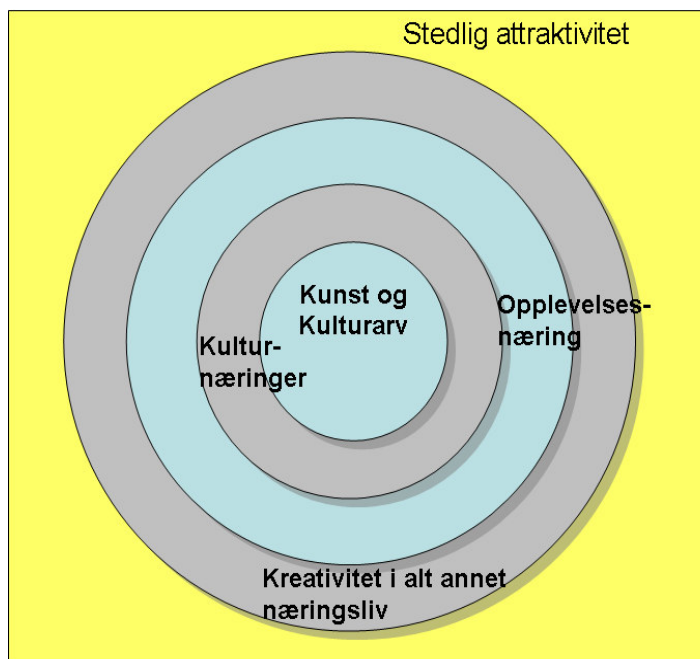 Stedlig attraktivitet
Kunst og
Kulturarv
Opplevelses-
næring
Kultur-
næringer
Kreativitet i alt annet
næringsliv